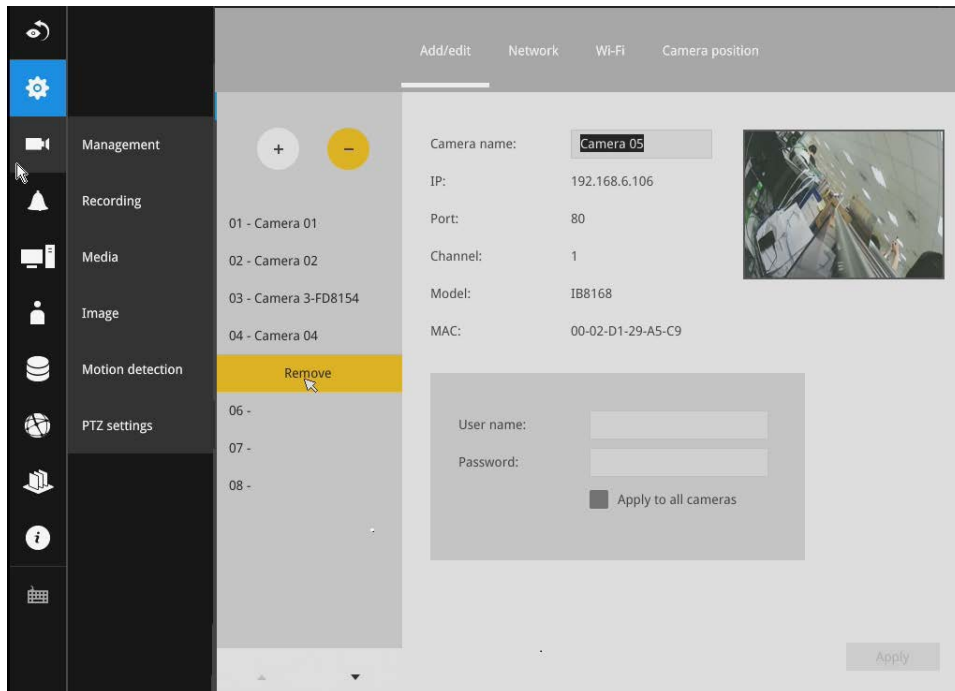 Add/edit Network Wi-Fi Camera position
Management
Recording
Media
Image
Motion detection
PTZ settings
+ −
01 - Camera 01
02 - Camera 02
03 - Camera 3-FD8154
04 - Camera 04
Remove
06 -
07 -
08 -
Camera name: Camera 05
IP: 192.168.6.106
Port: 80
Channel: 1
Model: IB8168
MAC: 00-02-D1-29-A5-C9
User name:
Password:
Apply to all cameras
Apply